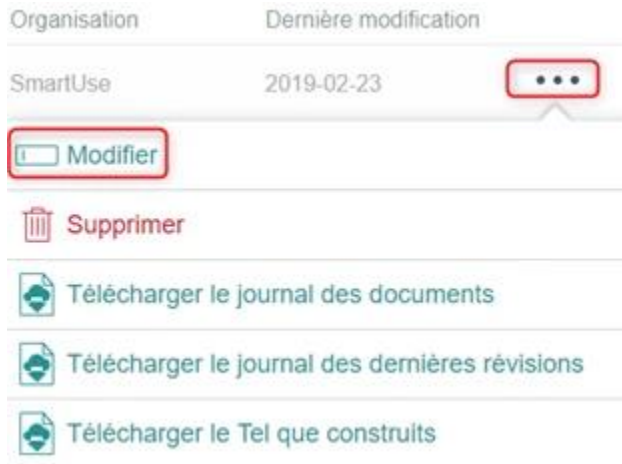 Organisation Dernière modification
SmartUse 2019-02-23 •••
Modifier
Supprimer
Télécharger le journal des documents
Télécharger le journal des dernières révisions
Télécharger le Tel que construits